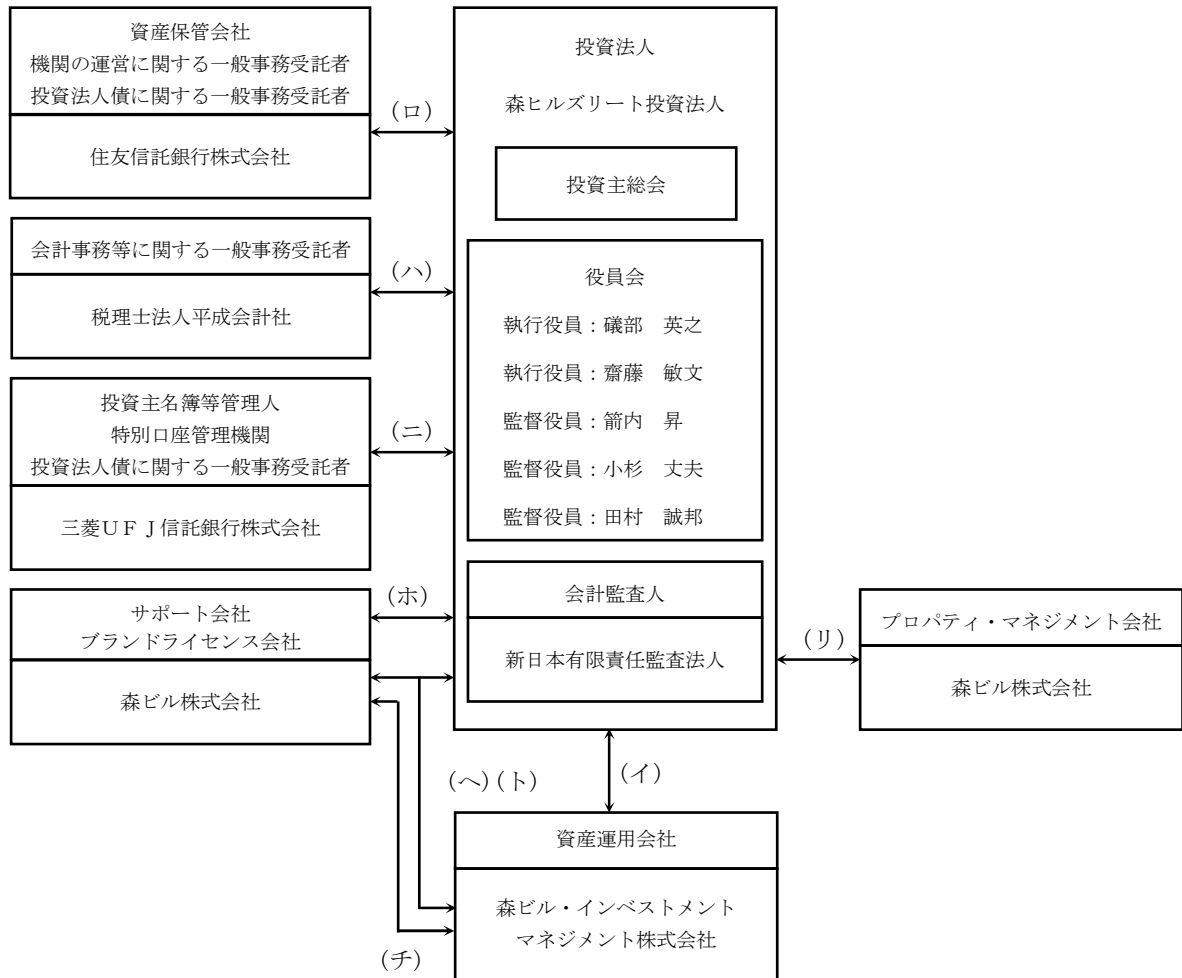 資産保管会社
機関の運営に関する一般事務受託者
投資法人債に関する一般事務受託者
住友信託銀行株式会社
(ロ)
会計事務等に関する一般事務受託者
税理士法人平成会計社
(ハ)
投資主名簿等管理人
特別口座管理機関
投資法人債に関する一般事務受託者
三菱UFJ信託銀行株式会社
(ニ)
サポート会社
ブランドライセンス会社
森ビル株式会社
(ホ)
投資法人
森ヒルズリート投資法人
投資主総会
役員会
執行役員：礒部 英之
執行役員：齋藤 敏文
監督役員：箭内 昇
監督役員：小杉 丈夫
監督役員：田村 誠邦
会計監査人
新日本有限責任監査法人
(リ)
プロパティ・マネジメント会社
森ビル株式会社
(ヘ)(ト)
(イ)
資産運用会社
森ビル・インベストメント
マネジメント株式会社
(チ)